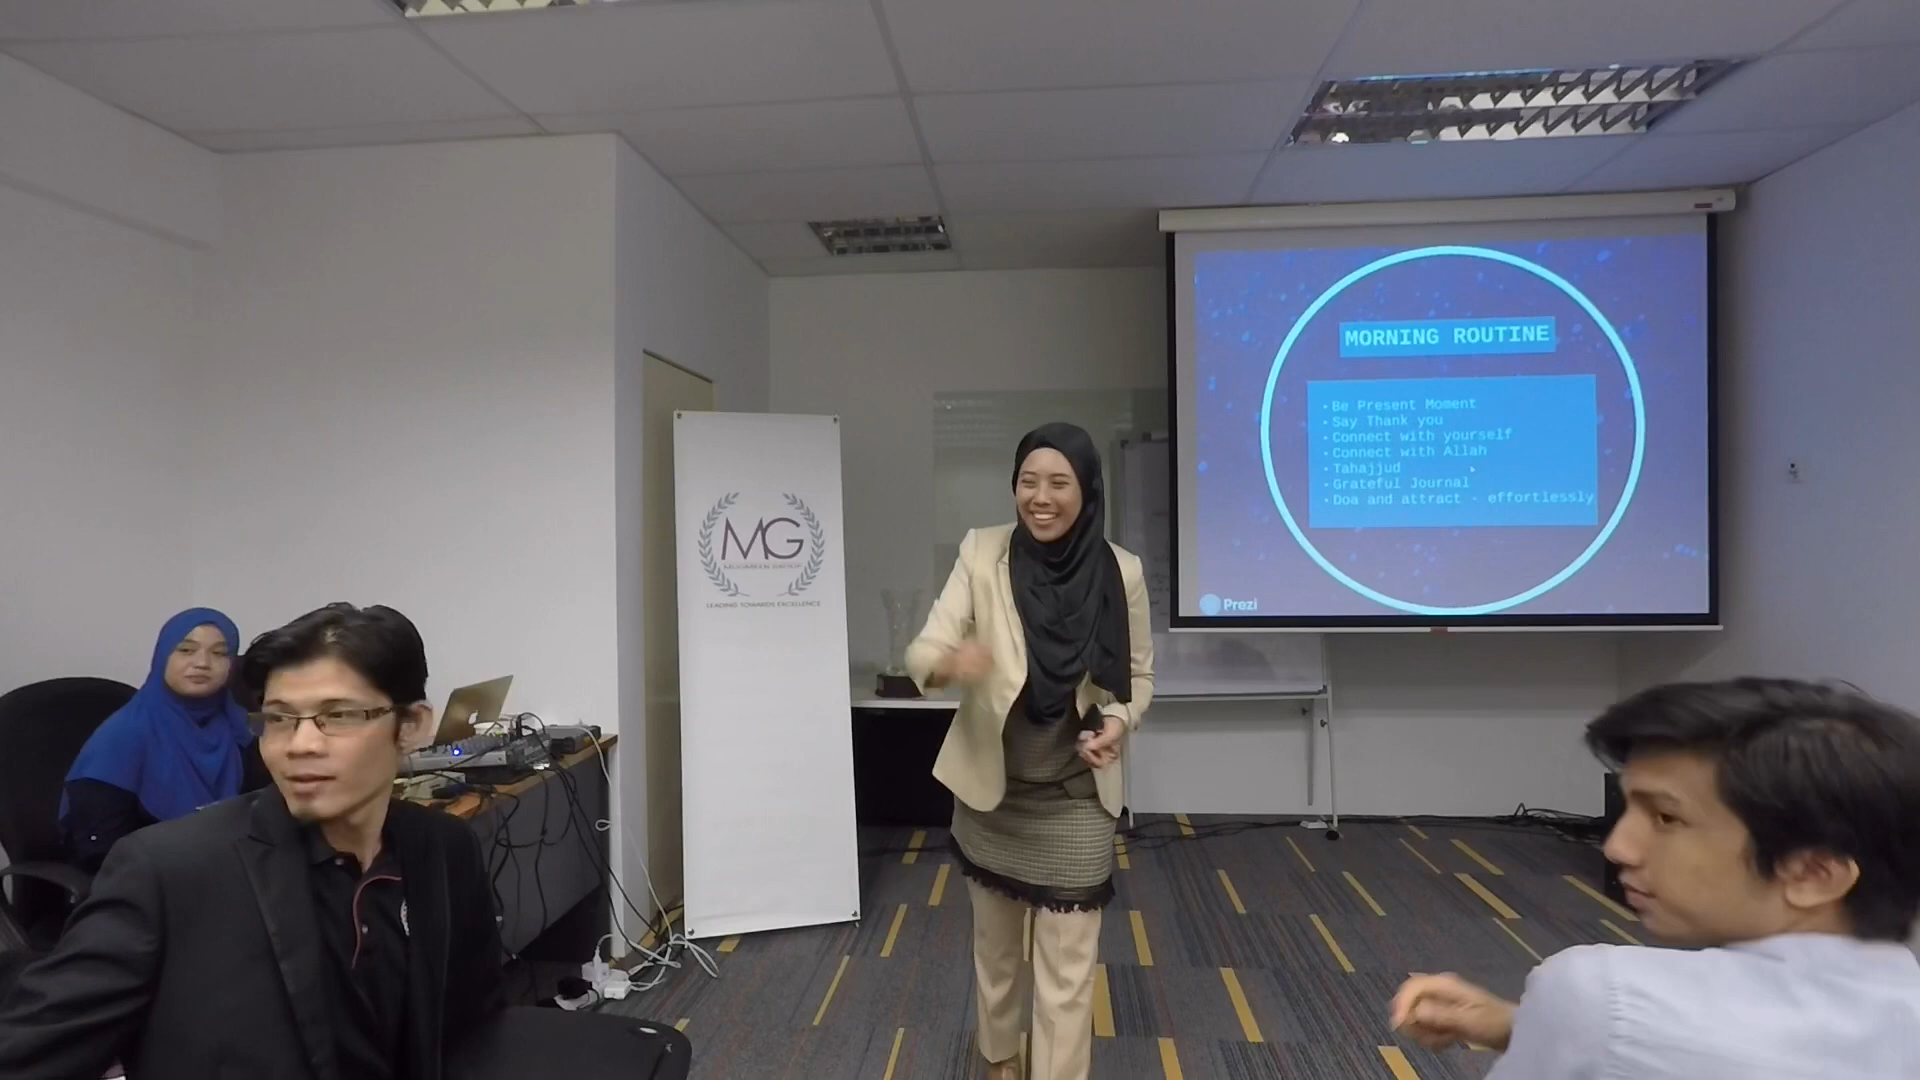 MORNING ROUTINE
• Be Present Moment
• Say Thank you
• Connect with yourself
• Connect with Allah
• Tahajjud
• Grateful Journal
• Doa and attract - effortlessly
Prezi
MG
LEADING TOWARDS EXCELLENCE